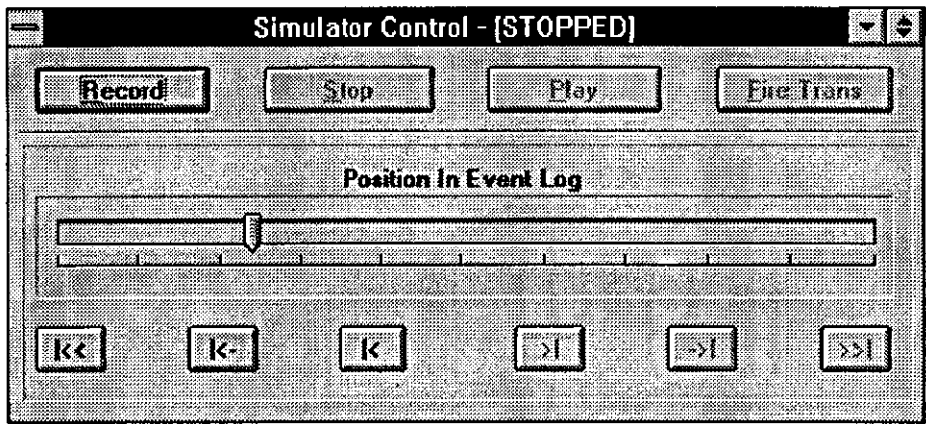 Simulator Control - [STOPPED]
Record Stop Play Fire Trans
Position In Event Log
|<< |<- |< >| ->| >>|